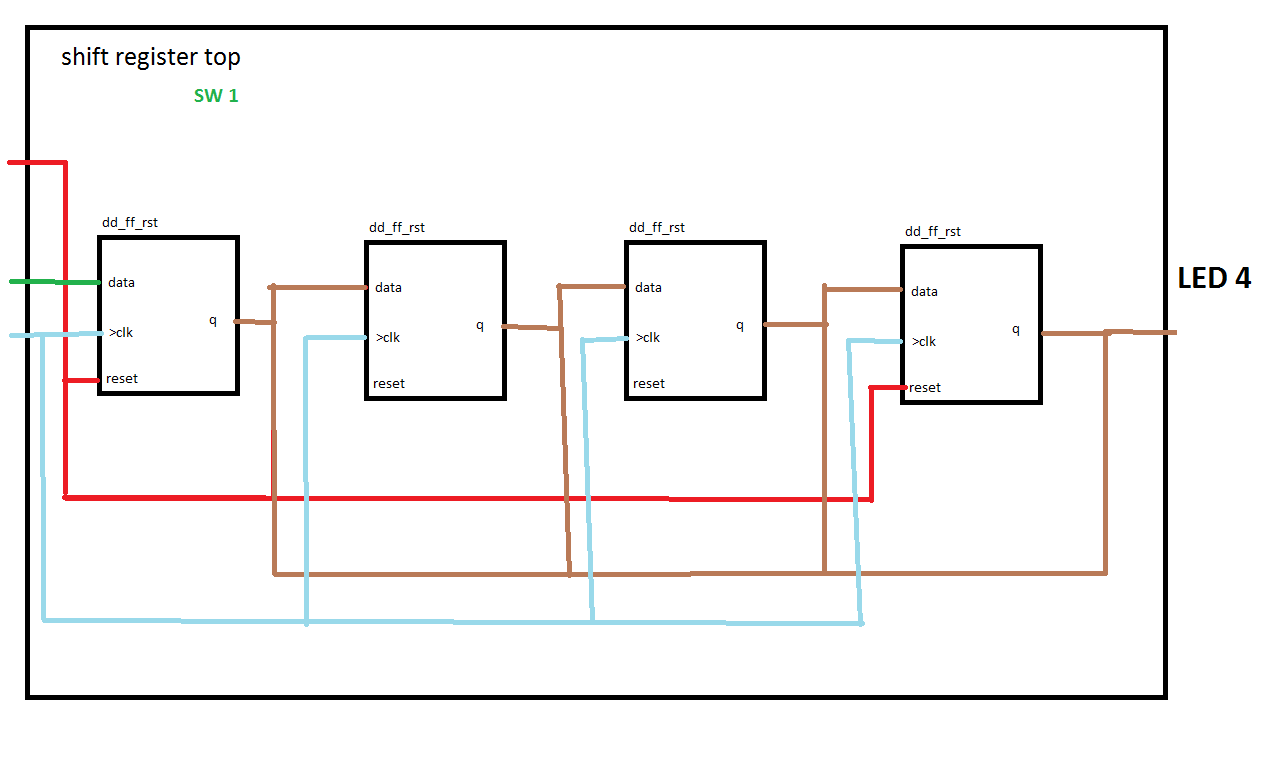 shift register top
SW 1
dd_ff_rst
data
q
>clk
reset
dd_ff_rst
data
q
>clk
reset
dd_ff_rst
data
q
>clk
reset
dd_ff_rst
data
q
>clk
reset
LED 4